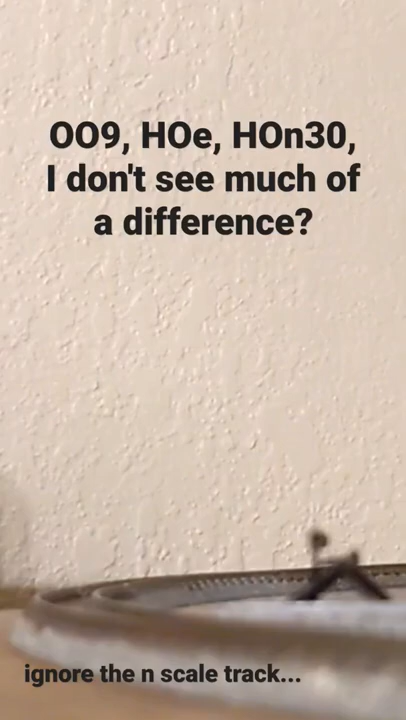 OO9, HOe, HOn30,
I don't see much of
a difference?
ignore the n scale track...